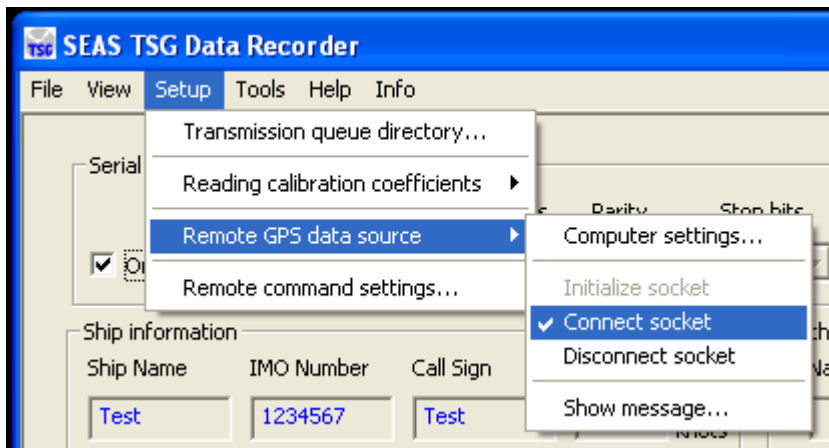 TSG SEAS TSG Data Recorder
File View Setup Tools Help Info
Transmission queue directory...
Serial
Reading calibration coefficients
Parity Stop bits
Remote GPS data source
Computer settings...
Remote command settings...
Initialize socket
Connect socket
Disconnect socket
Show message...
Ship information
Ship Name IMO Number Call Sign
Test 1234567 Test
Knots